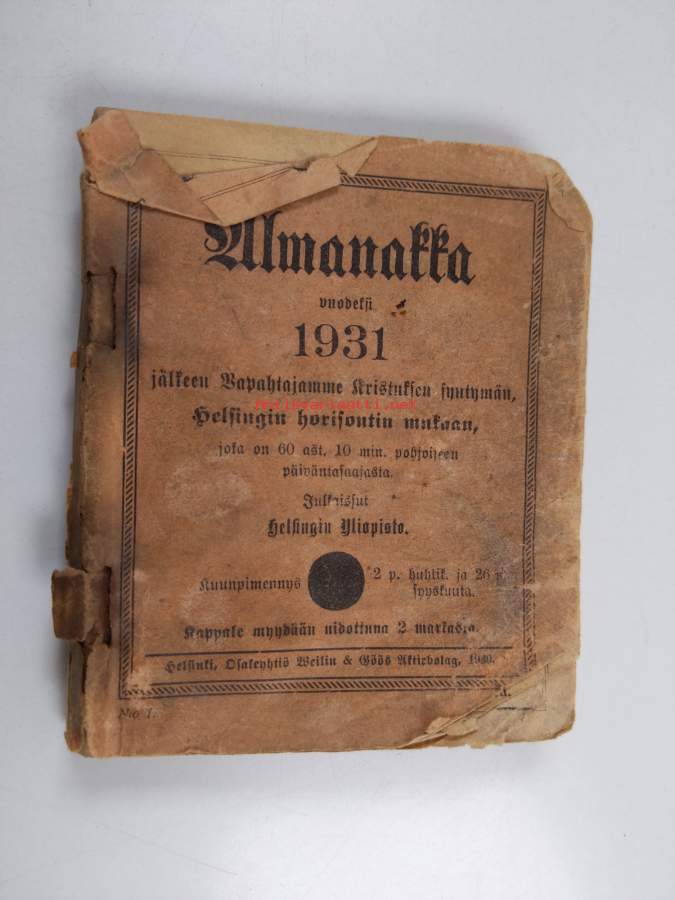 Almanakka
vuodeksi
1931
jälkeen Vapahtajamme Kristuksen syntymän,
Helsingin horisontin mukaan,
joka on 60 ast. 10 min. pohjoiseen
päiväntasaajasta.
Julkaissut
Helsingin Yliopisto.
Kuunpimennys 2 p. huhtik. ja 26 p.
syyskuuta.
Kappale myydään nidottuna 2 markasta.
Helsinki, Osakeyhtiö Weilin & Göös Aktiebolag, 1930.
No 1.